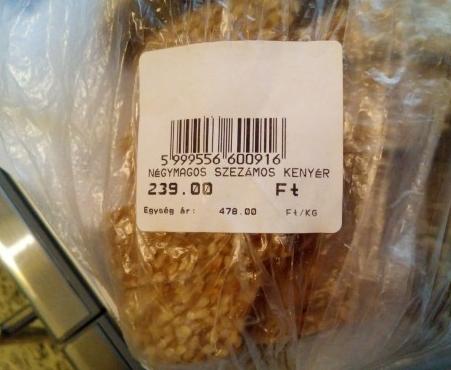 5 999556 600916
NéGYMAGOS SZEZÁMOS KENYéR
239.00 Ft
Egység ár: 478.00 Ft/KG